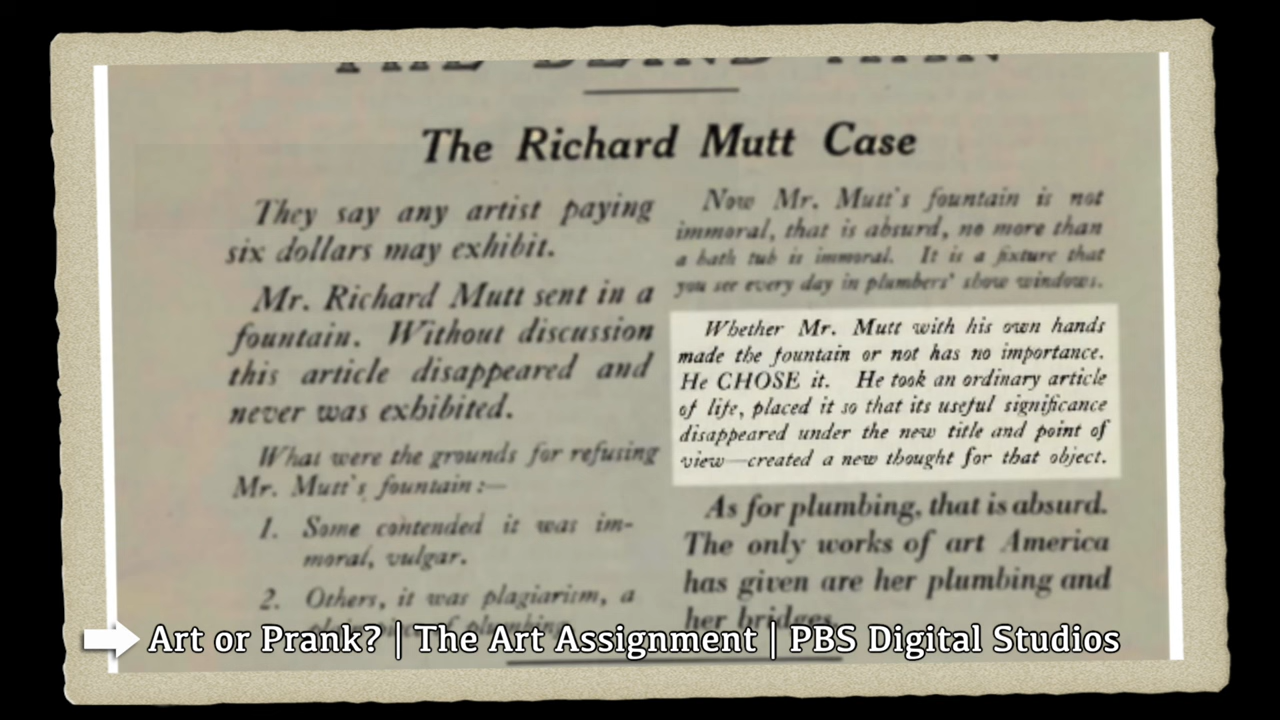 The Richard Mutt Case
They say any artist paying
six dollars may exhibit.
Mr. Richard Mutt sent in a
fountain. Without discussion
this article disappeared and
never was exhibited.
What were the grounds for refusing
Mr. Mutt's fountain:—
1. Some contended it was im-
moral, vulgar.
2. Others, it was plagiarism, a
Now Mr. Mutt's fountain is not
immoral, that is absurd, no more than
a bath tub is immoral. It is a fixture that
you see every day in plumbers' show windows.
Whether Mr. Mutt with his own hands
made the fountain or not has no importance.
He CHOSE it. He took an ordinary article
of life, placed it so that its useful significance
disappeared under the new title and point of
view—created a new thought for that object.
As for plumbing, that is absurd.
The only works of art America
has given are her plumbing and
her bridges.
Art or Prank? | The Art Assignment | PBS Digital Studios